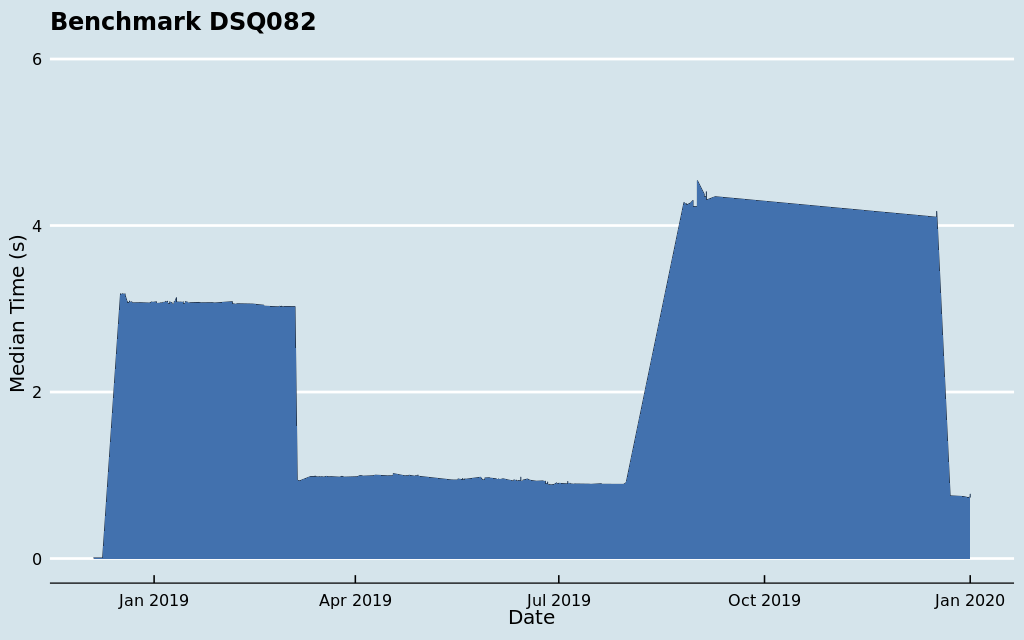 Benchmark DSQ082
6
4
2
0
Median Time (s)
Jan 2019
Apr 2019
Jul 2019
Oct 2019
Jan 2020
Date